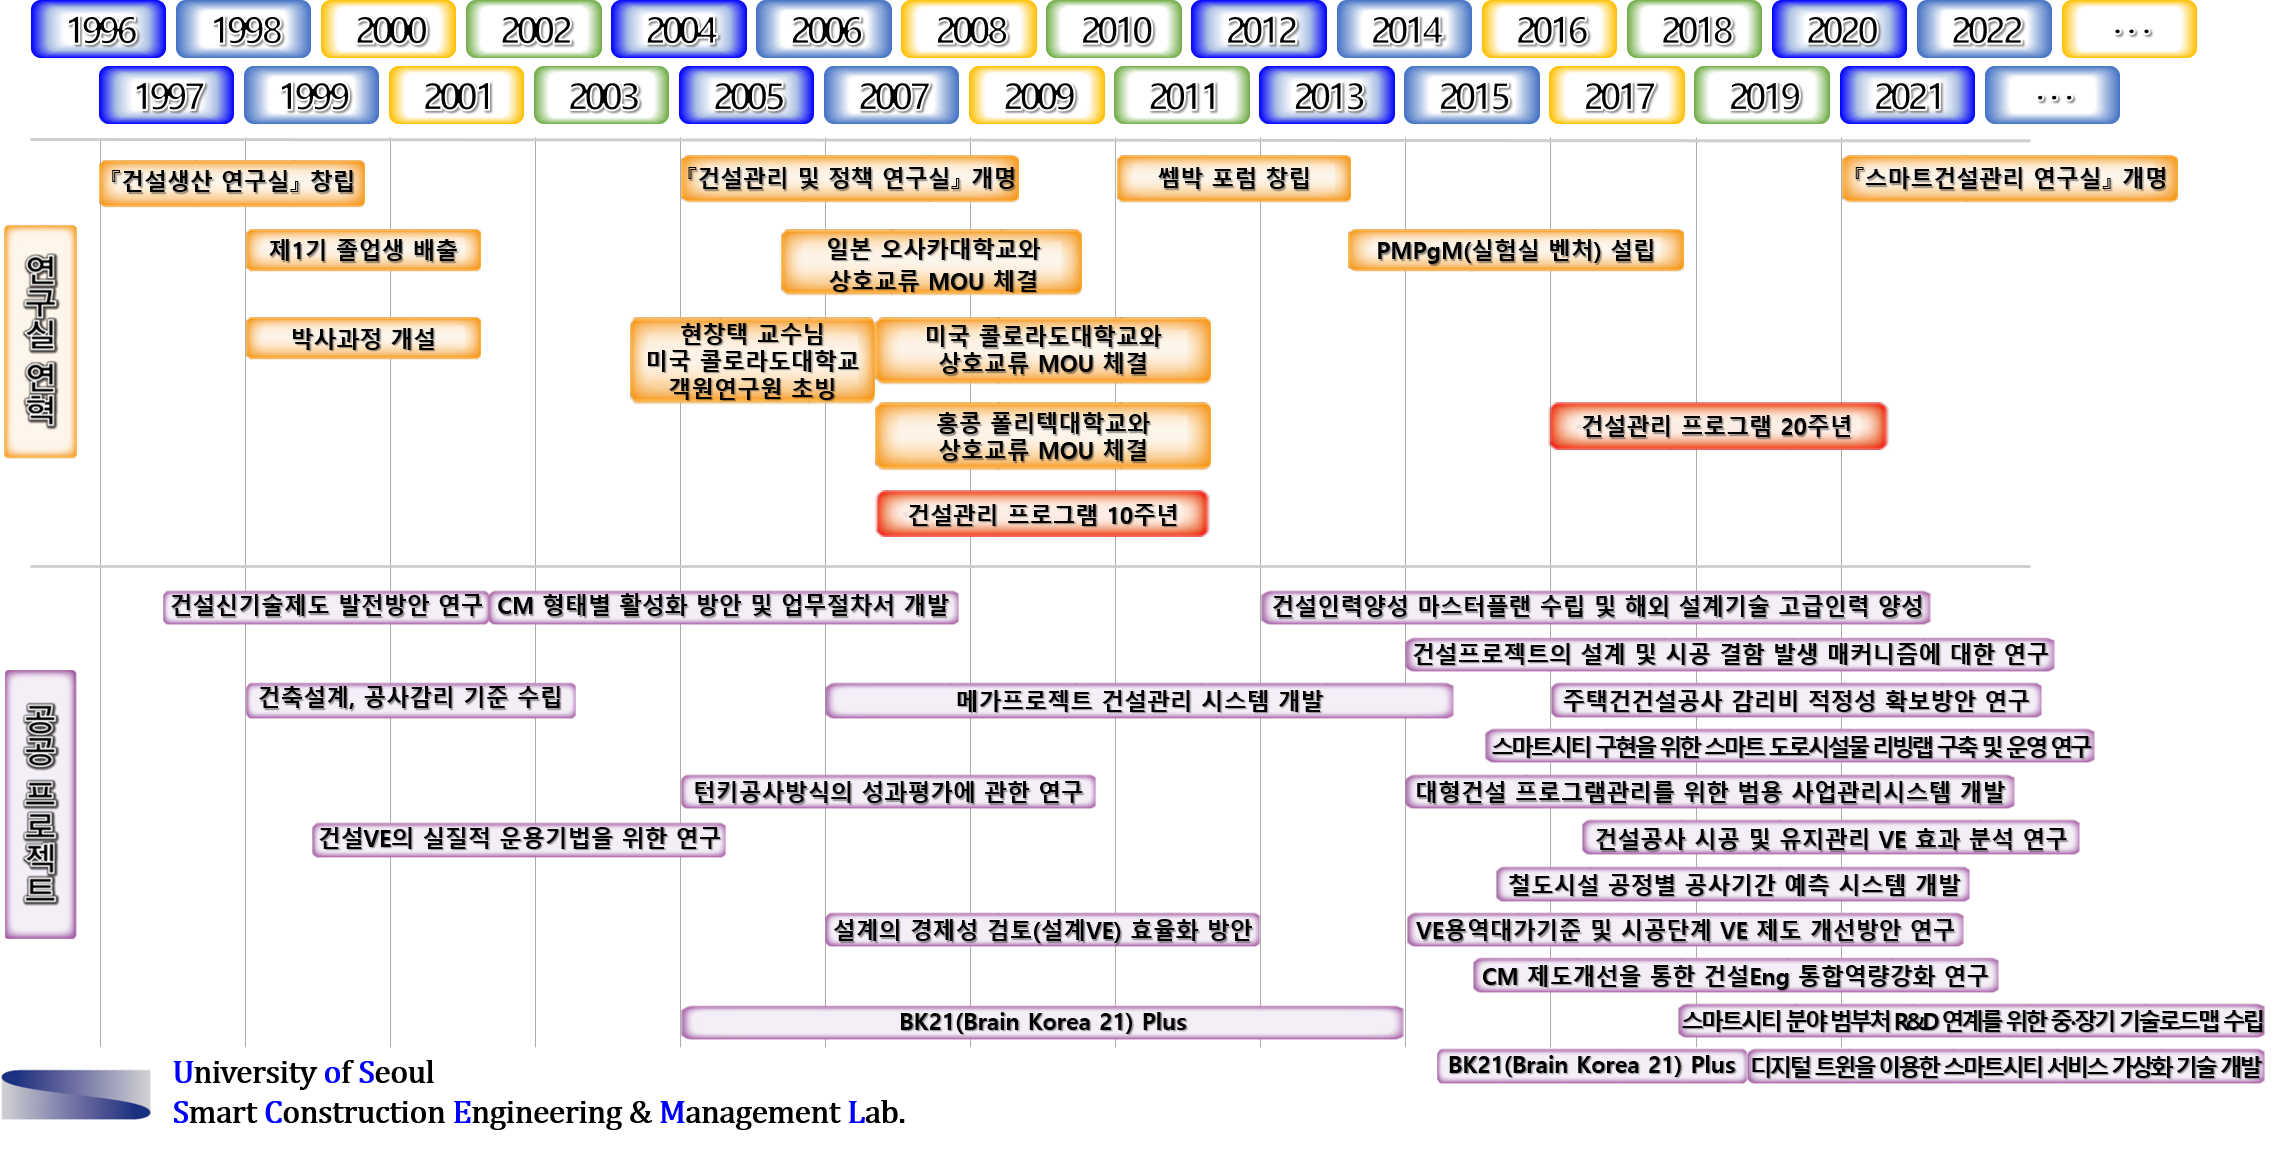 1996 1998 2000 2002 2004 2006 2008 2010 2012 2014 2016 2018 2020 2022 ...
1997 1999 2001 2003 2005 2007 2009 2011 2013 2015 2017 2019 2021 ...
연구실 연혁
『건설생산 연구실』 창립
『건설관리 및 정책 연구실』 개명
쎔박 포럼 창립
『스마트건설관리 연구실』 개명
제1기 졸업생 배출
일본 오사카대학교와
상호교류 MOU 체결
PMPgM(실험실 벤처) 설립
박사과정 개설
현창택 교수님
미국 콜로라도대학교
객원연구원 초빙
미국 콜로라도대학교와
상호교류 MOU 체결
홍콩 폴리텍대학교와
상호교류 MOU 체결
건설관리 프로그램 20주년
건설관리 프로그램 10주년
공공 프로젝트
건설신기술제도 발전방안 연구
CM 형태별 활성화 방안 및 업무절차서 개발
건설인력양성 마스터플랜 수립 및 해외 설계기술 고급인력 양성
건설프로젝트의 설계 및 시공 결함 발생 매커니즘에 대한 연구
건축설계, 공사감리 기준 수립
메가프로젝트 건설관리 시스템 개발
주택건건설공사 감리비 적정성 확보방안 연구
스마트시티 구현을 위한 스마트 도로시설물 리빙랩 구축 및 운영 연구
턴키공사방식의 성과평가에 관한 연구
대형건설 프로그램관리를 위한 범용 사업관리시스템 개발
건설VE의 실질적 운용기법을 위한 연구
건설공사 시공 및 유지관리 VE 효과 분석 연구
철도시설 공정별 공사기간 예측 시스템 개발
설계의 경제성 검토(설계VE) 효율화 방안
VE용역대가기준 및 시공단계 VE 제도 개선방안 연구
CM 제도개선을 통한 건설Eng 통합역량강화 연구
BK21(Brain Korea 21) Plus
스마트시티 분야 범부처 R&D 연계를 위한 중·장기 기술로드맵 수립
BK21(Brain Korea 21) Plus
디지털 트윈을 이용한 스마트시티 서비스 가상화 기술 개발
University of Seoul
Smart Construction Engineering & Management Lab.